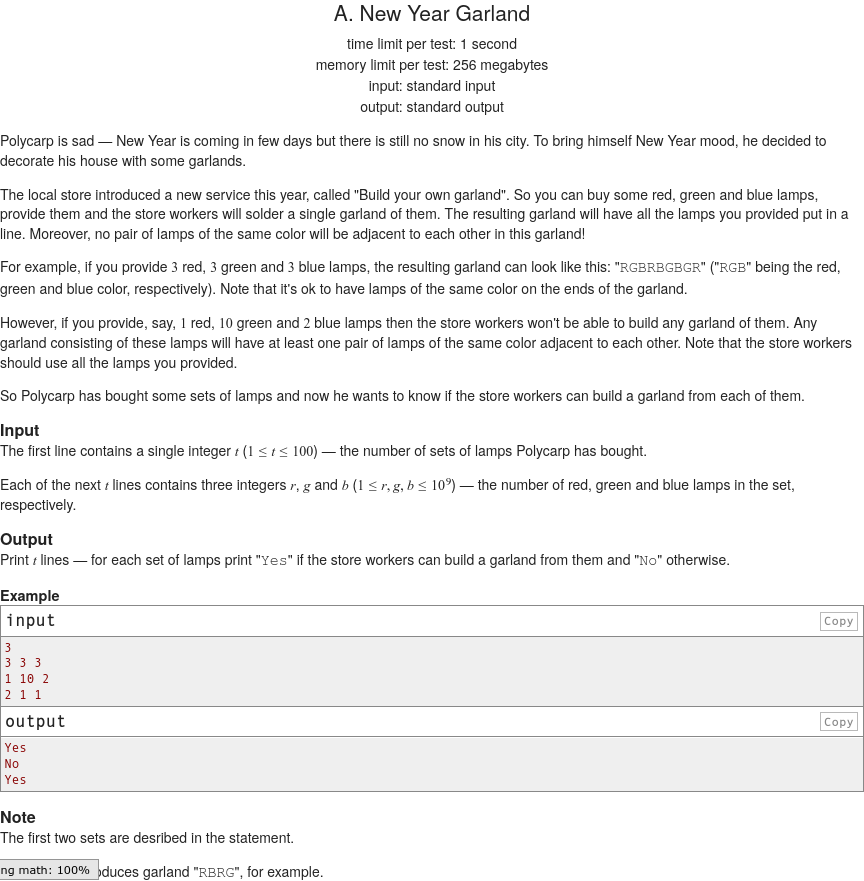 A. New Year Garland
time limit per test: 1 second
memory limit per test: 256 megabytes
input: standard input
output: standard output
Polycarp is sad — New Year is coming in few days but there is still no snow in his city. To bring himself New Year mood, he decided to
decorate his house with some garlands.
The local store introduced a new service this year, called "Build your own garland". So you can buy some red, green and blue lamps,
provide them and the store workers will solder a single garland of them. The resulting garland will have all the lamps you provided put in a
line. Moreover, no pair of lamps of the same color will be adjacent to each other in this garland!
For example, if you provide 3 red, 3 green and 3 blue lamps, the resulting garland can look like this: "RGBRBGBGR" ("RGB" being the red,
green and blue color, respectively). Note that it's ok to have lamps of the same color on the ends of the garland.
However, if you provide, say, 1 red, 10 green and 2 blue lamps then the store workers won't be able to build any garland of them. Any
garland consisting of these lamps will have at least one pair of lamps of the same color adjacent to each other. Note that the store workers
should use all the lamps you provided.
So Polycarp has bought some sets of lamps and now he wants to know if the store workers can build a garland from each of them.
Input
The first line contains a single integer t (1 ≤ t ≤ 100) — the number of sets of lamps Polycarp has bought.
Each of the next t lines contains three integers r, g and b (1 ≤ r, g, b ≤ 10⁹) — the number of red, green and blue lamps in the set,
respectively.
Output
Print t lines — for each set of lamps print "Yes" if the store workers can build a garland from them and "No" otherwise.
Example
input Copy
3
3 3 3
1 10 2
2 1 1
output Copy
Yes
No
Yes
Note
The first two sets are desribed in the statement.
ng math: 100% oduces garland "RBRG", for example.